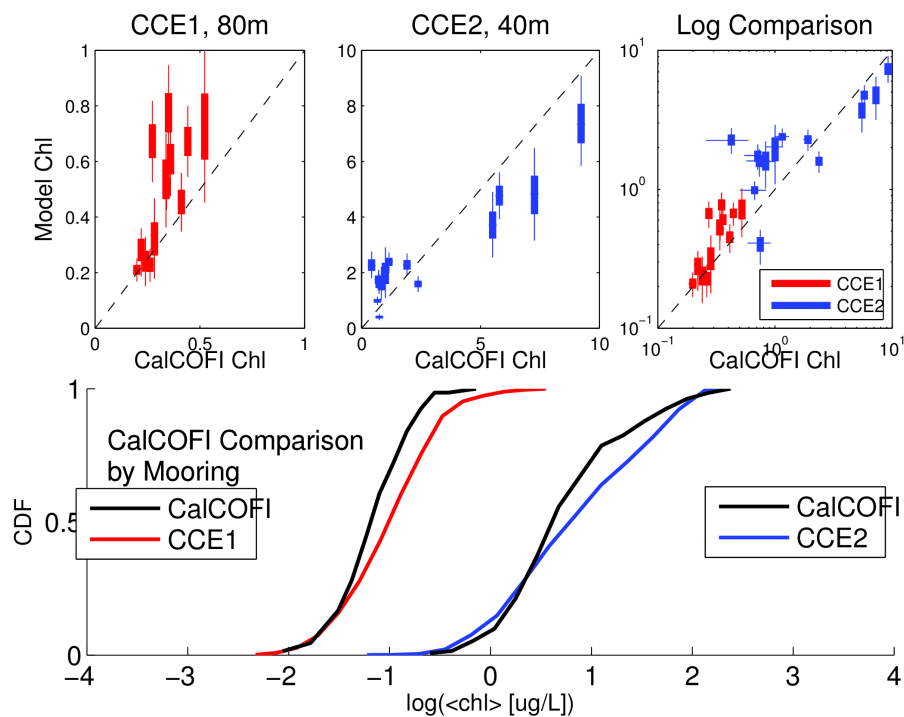 CCE1, 80m
CCE2, 40m
Log Comparison
Model Chl
1
0.8
0.6
0.4
0.2
0
0
0.5
1
CalCOFI Chl
10
8
6
4
2
0
0
5
10
CalCOFI Chl
10^1
10^0
10^-1
10^-1
10^0
10^1
CalCOFI Chl
CCE1
CCE2
CDF
1
0.5
0
CalCOFI Comparison
by Mooring
CalCOFI
CCE1
CalCOFI
CCE2
−4
−3
−2
−1
0
1
2
3
4
log(<chl> [ug/L])